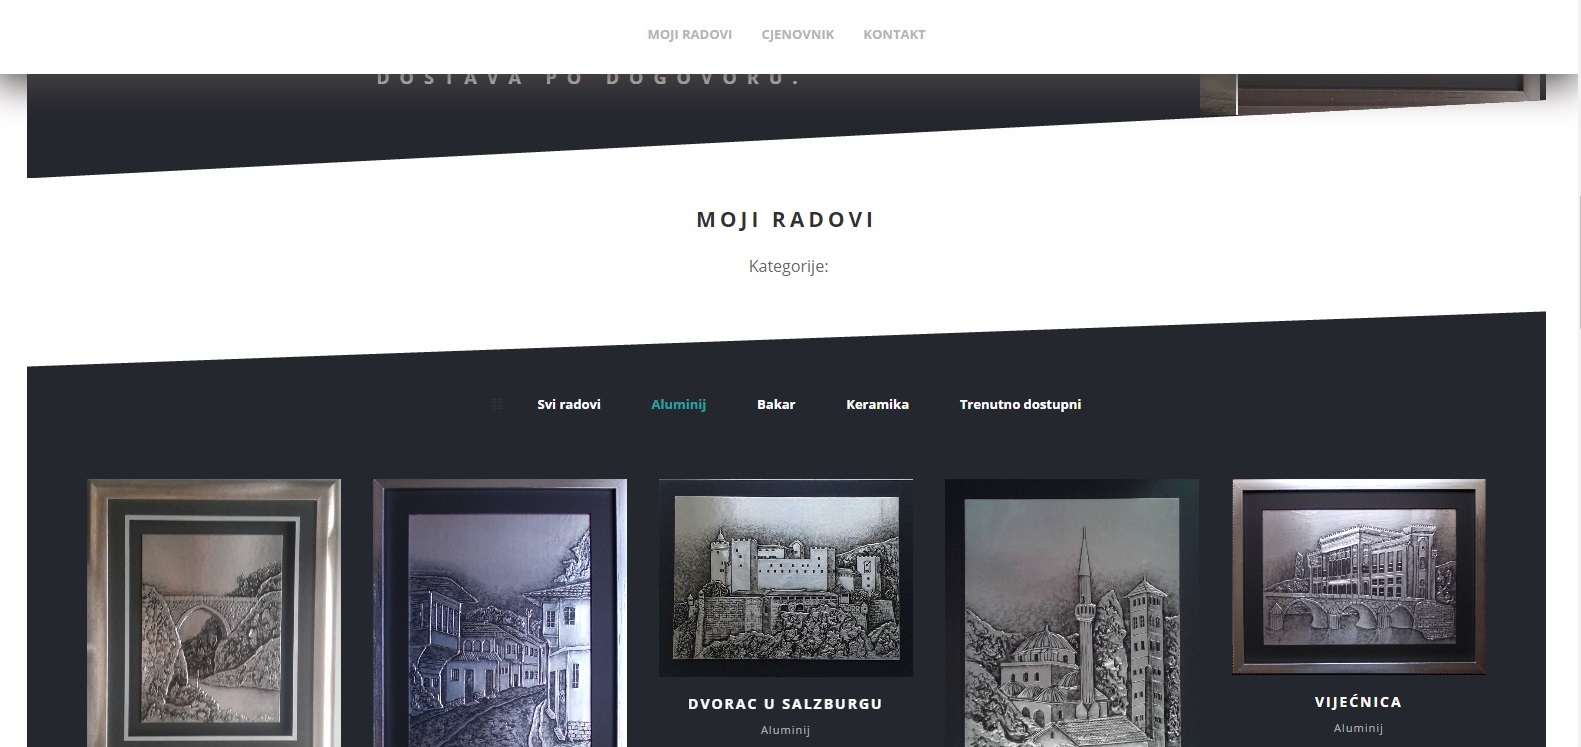 MOJI RADOVI CJENOVNIK KONTAKT
DOSTAVA PO DOGOVORU.
MOJI RADOVI
Kategorije:
Svi radovi Aluminij Bakar Keramika Trenutno dostupni
DVORAC U SALZBURGU
Aluminij
VIJEĆNICA
Aluminij